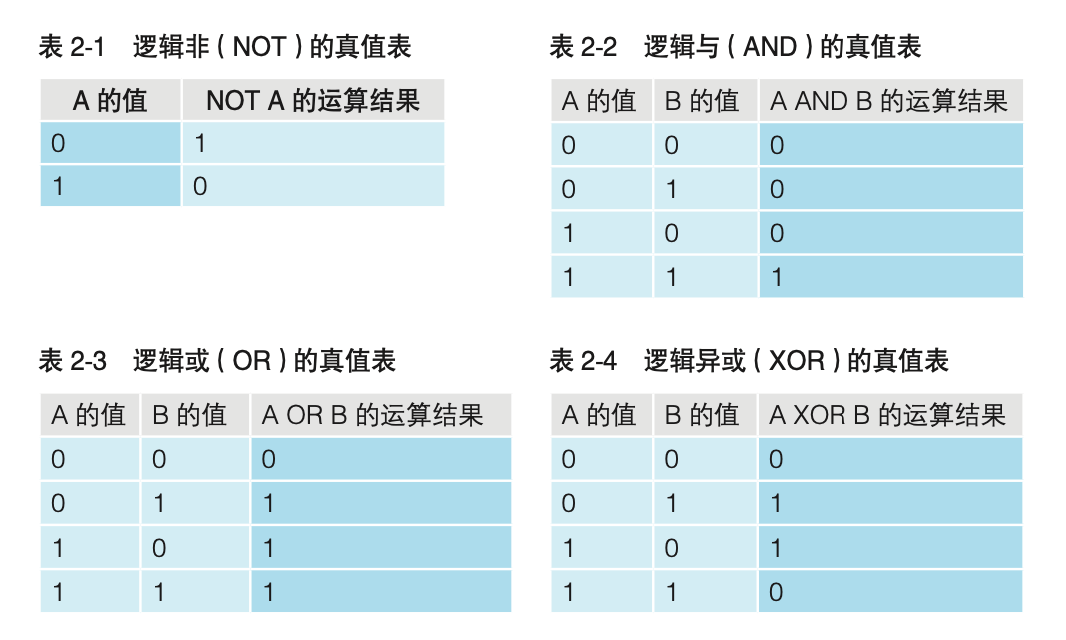 表 2-1 逻辑非(NOT)的真值表
A 的值 NOT A 的运算结果
0 1
1 0
表 2-2 逻辑与(AND)的真值表
A 的值 B 的值 A AND B 的运算结果
0 0 0
0 1 0
1 0 0
1 1 1
表 2-3 逻辑或(OR)的真值表
A 的值 B 的值 A OR B 的运算结果
0 0 0
0 1 1
1 0 1
1 1 1
表 2-4 逻辑异或(XOR)的真值表
A 的值 B 的值 A XOR B 的运算结果
0 0 0
0 1 1
1 0 1
1 1 0